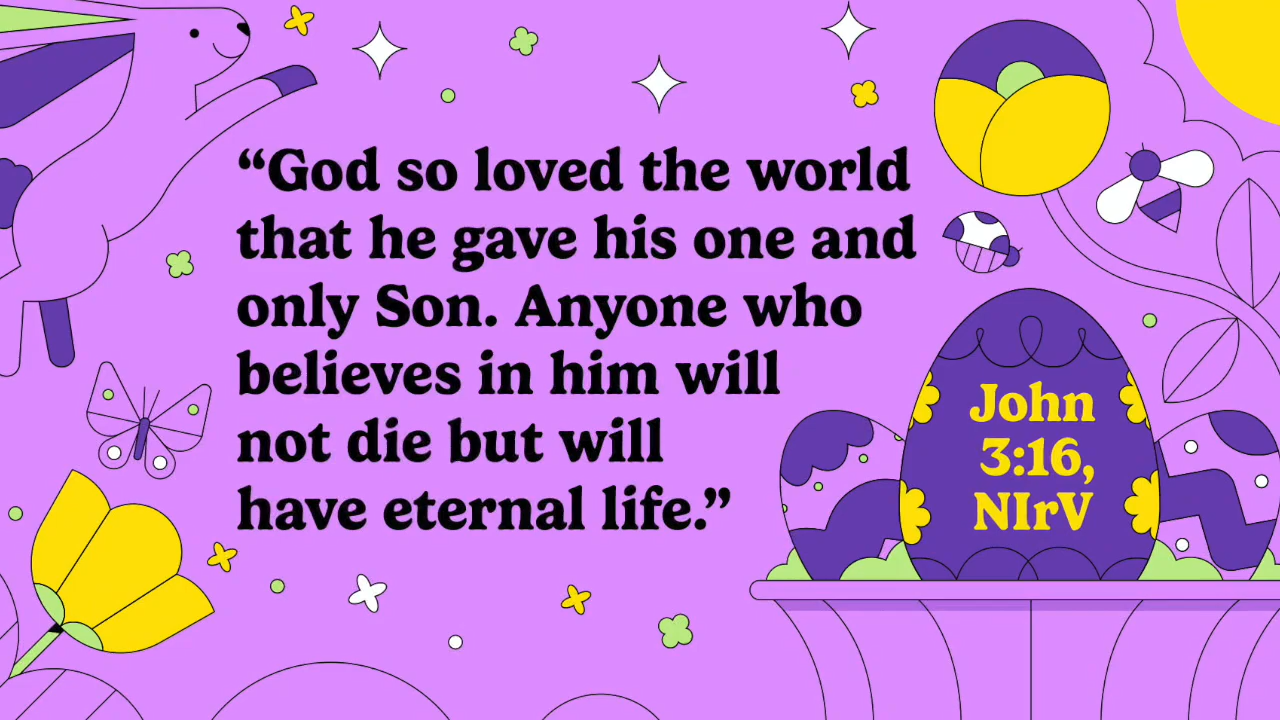 “God so loved the world
that he gave his one and
only Son. Anyone who
believes in him will
not die but will
have eternal life.”
John
3:16,
NIrV